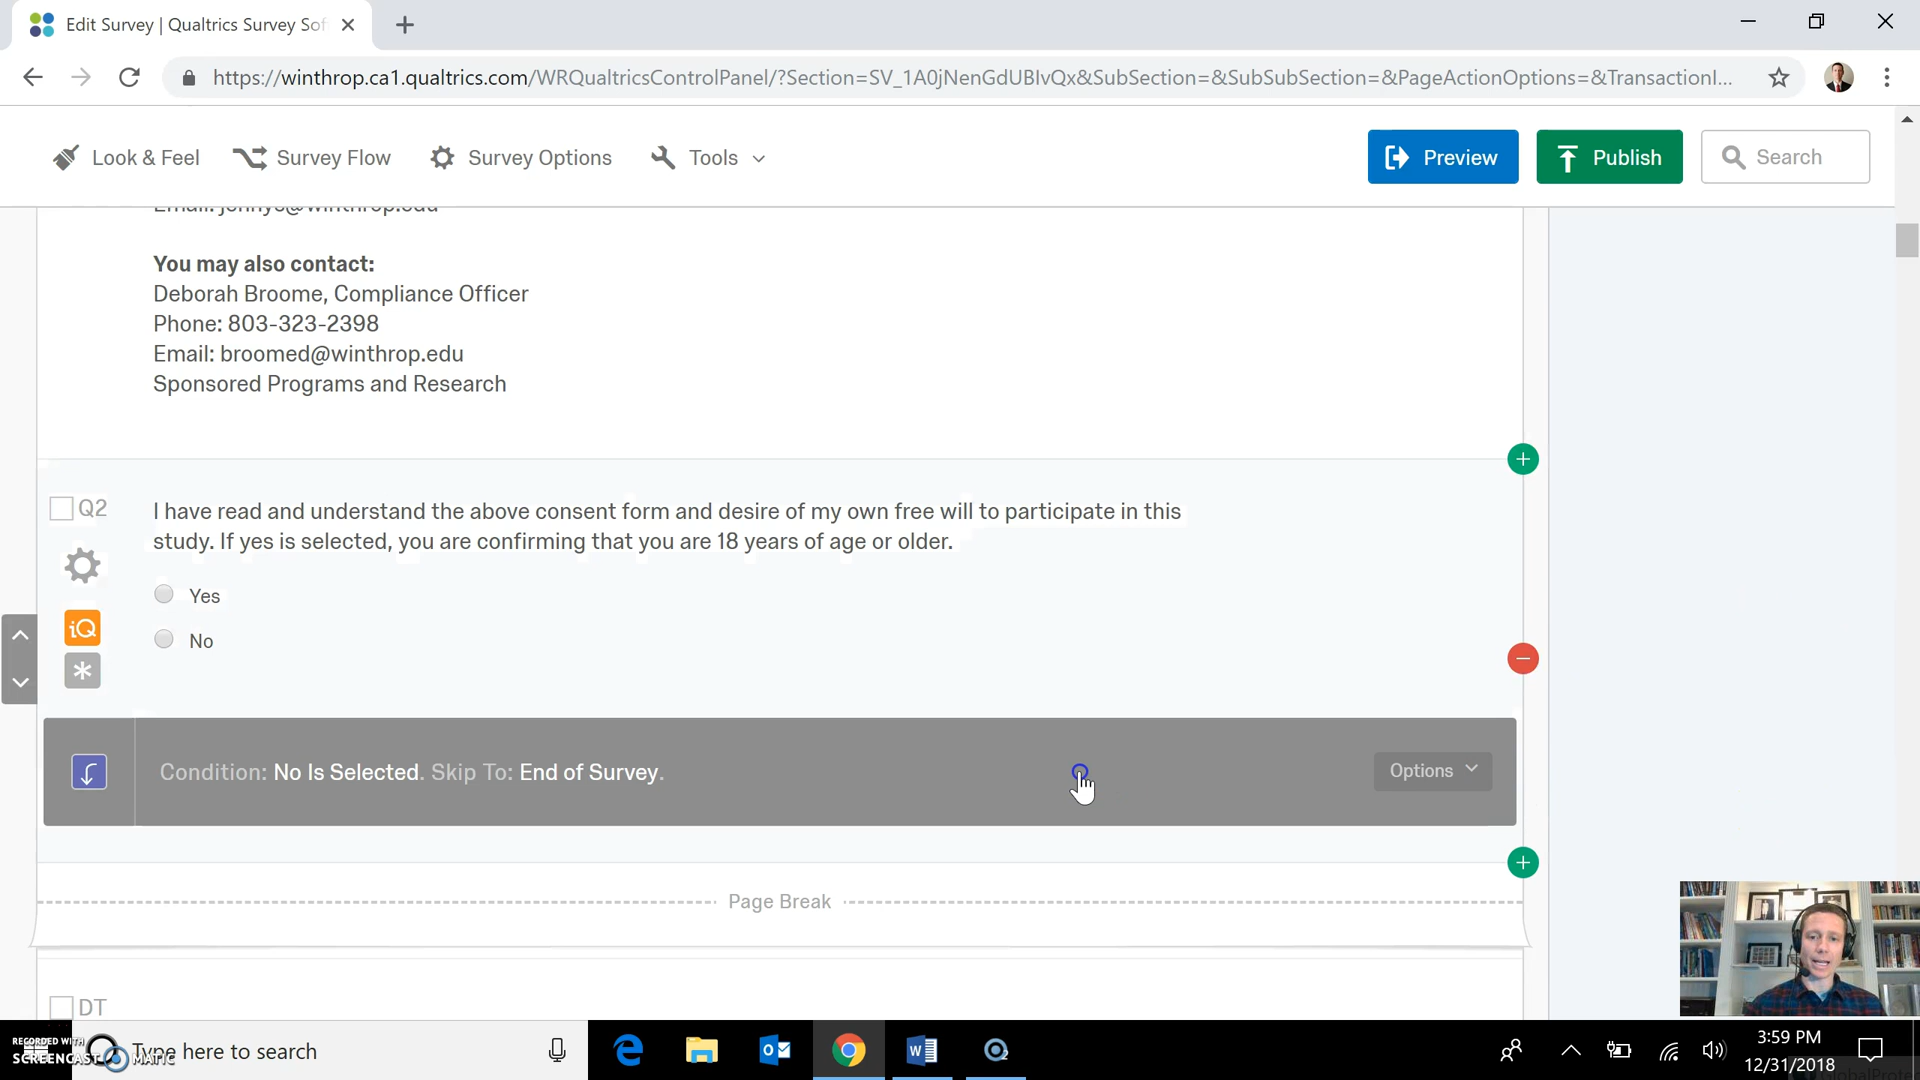 Edit Survey | Qualtrics Survey Sof
https://winthrop.ca1.qualtrics.com/WRQualtricsControlPanel/?Section=SV_1A0jNenGdUBIvQx&SubSection=&SubSubSection=&PageActionOptions=&TransactionI...
Look & Feel
Survey Flow
Survey Options
Tools
Preview
Publish
Search
You may also contact:
Deborah Broome, Compliance Officer
Phone: 803-323-2398
Email: broomed@winthrop.edu
Sponsored Programs and Research
Q2
I have read and understand the above consent form and desire of my own free will to participate in this
study. If yes is selected, you are confirming that you are 18 years of age or older.
iQ
Yes
No
Condition: No Is Selected. Skip To: End of Survey.
Options
Page Break
DT
RECORDED WITH
SCREENCAST MATIC
Type here to search
3:59 PM
12/31/2018